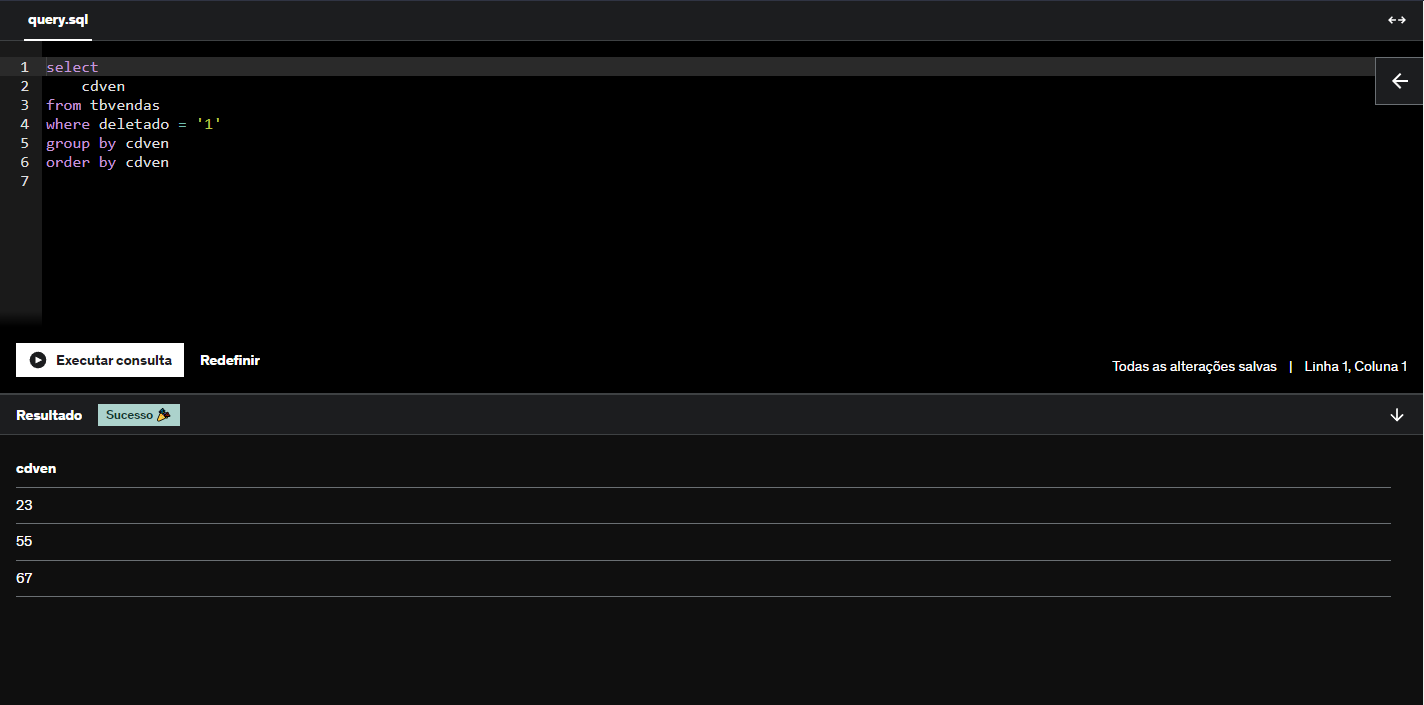 query.sql
1 select
2     cdven
3 from tbvendas
4 where deletado = '1'
5 group by cdven
6 order by cdven
7
Executar consulta Redefinir Todas as alterações salvas | Linha 1, Coluna 1
Resultado Sucesso 🎉
cdven
23
55
67